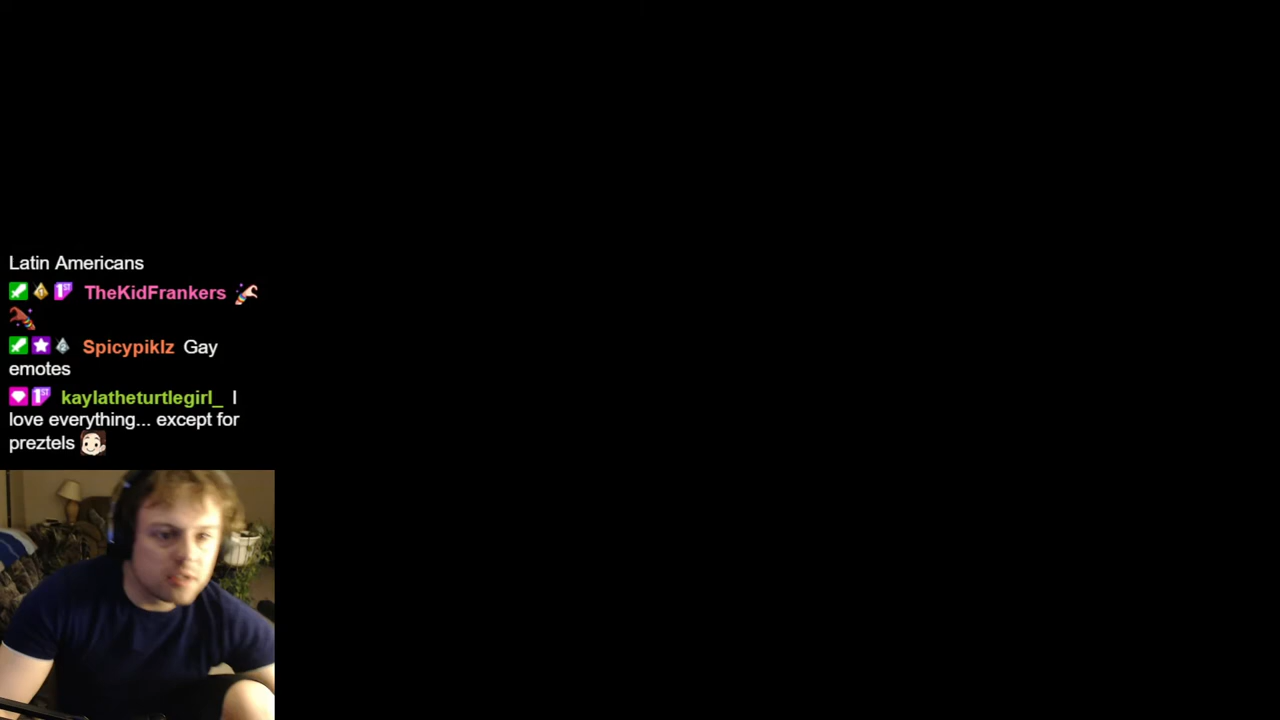 Latin Americans
TheKidFrankers
Spicypiklz Gay
emotes
kaylatheturtlegirl_ I
love everything... except for
preztels